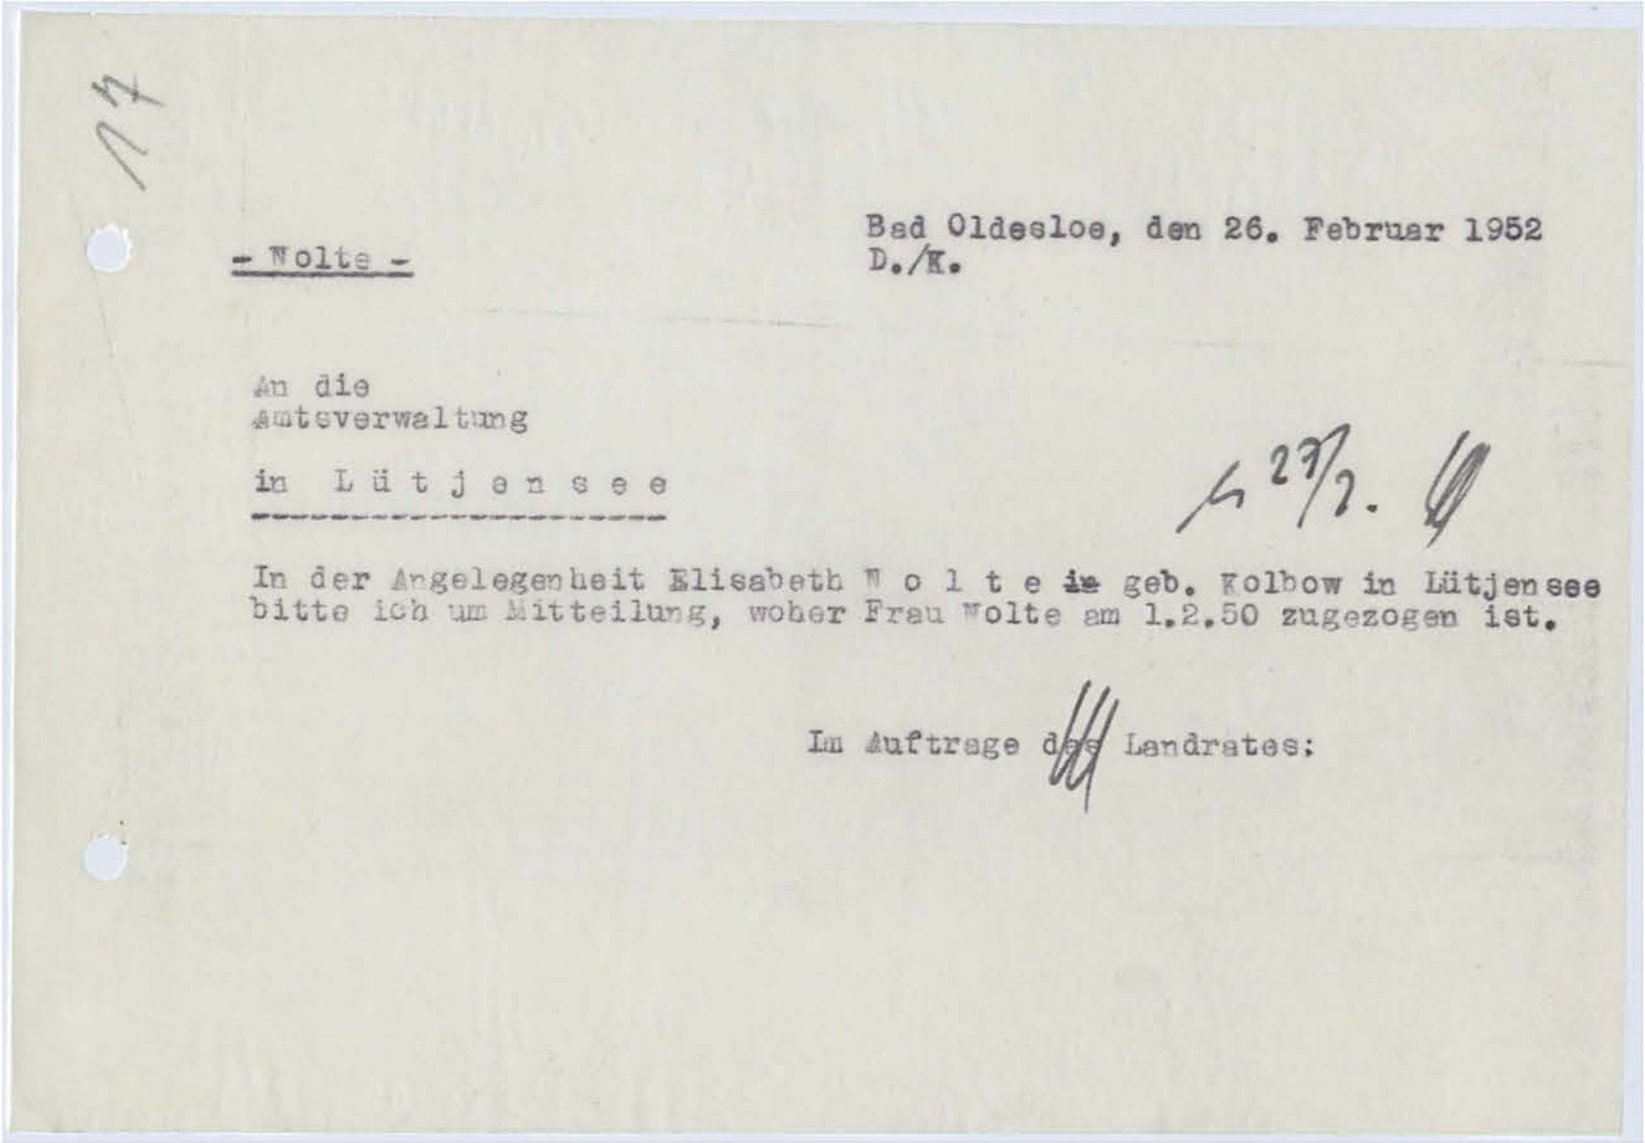 17
Bad Oldesloe, den 26. Februar 1952
- Wolte -
D./K.
An die
Amtsverwaltung
in L ü t j e n s e e
In der Angelegenheit Elisabeth W o l t e in geb. Kolbow in Lütjensee
bitte ich um Mitteilung, woher Frau Wolte am 1.2.50 zugezogen ist.
27/2.
Im Auftrage des Landrates: